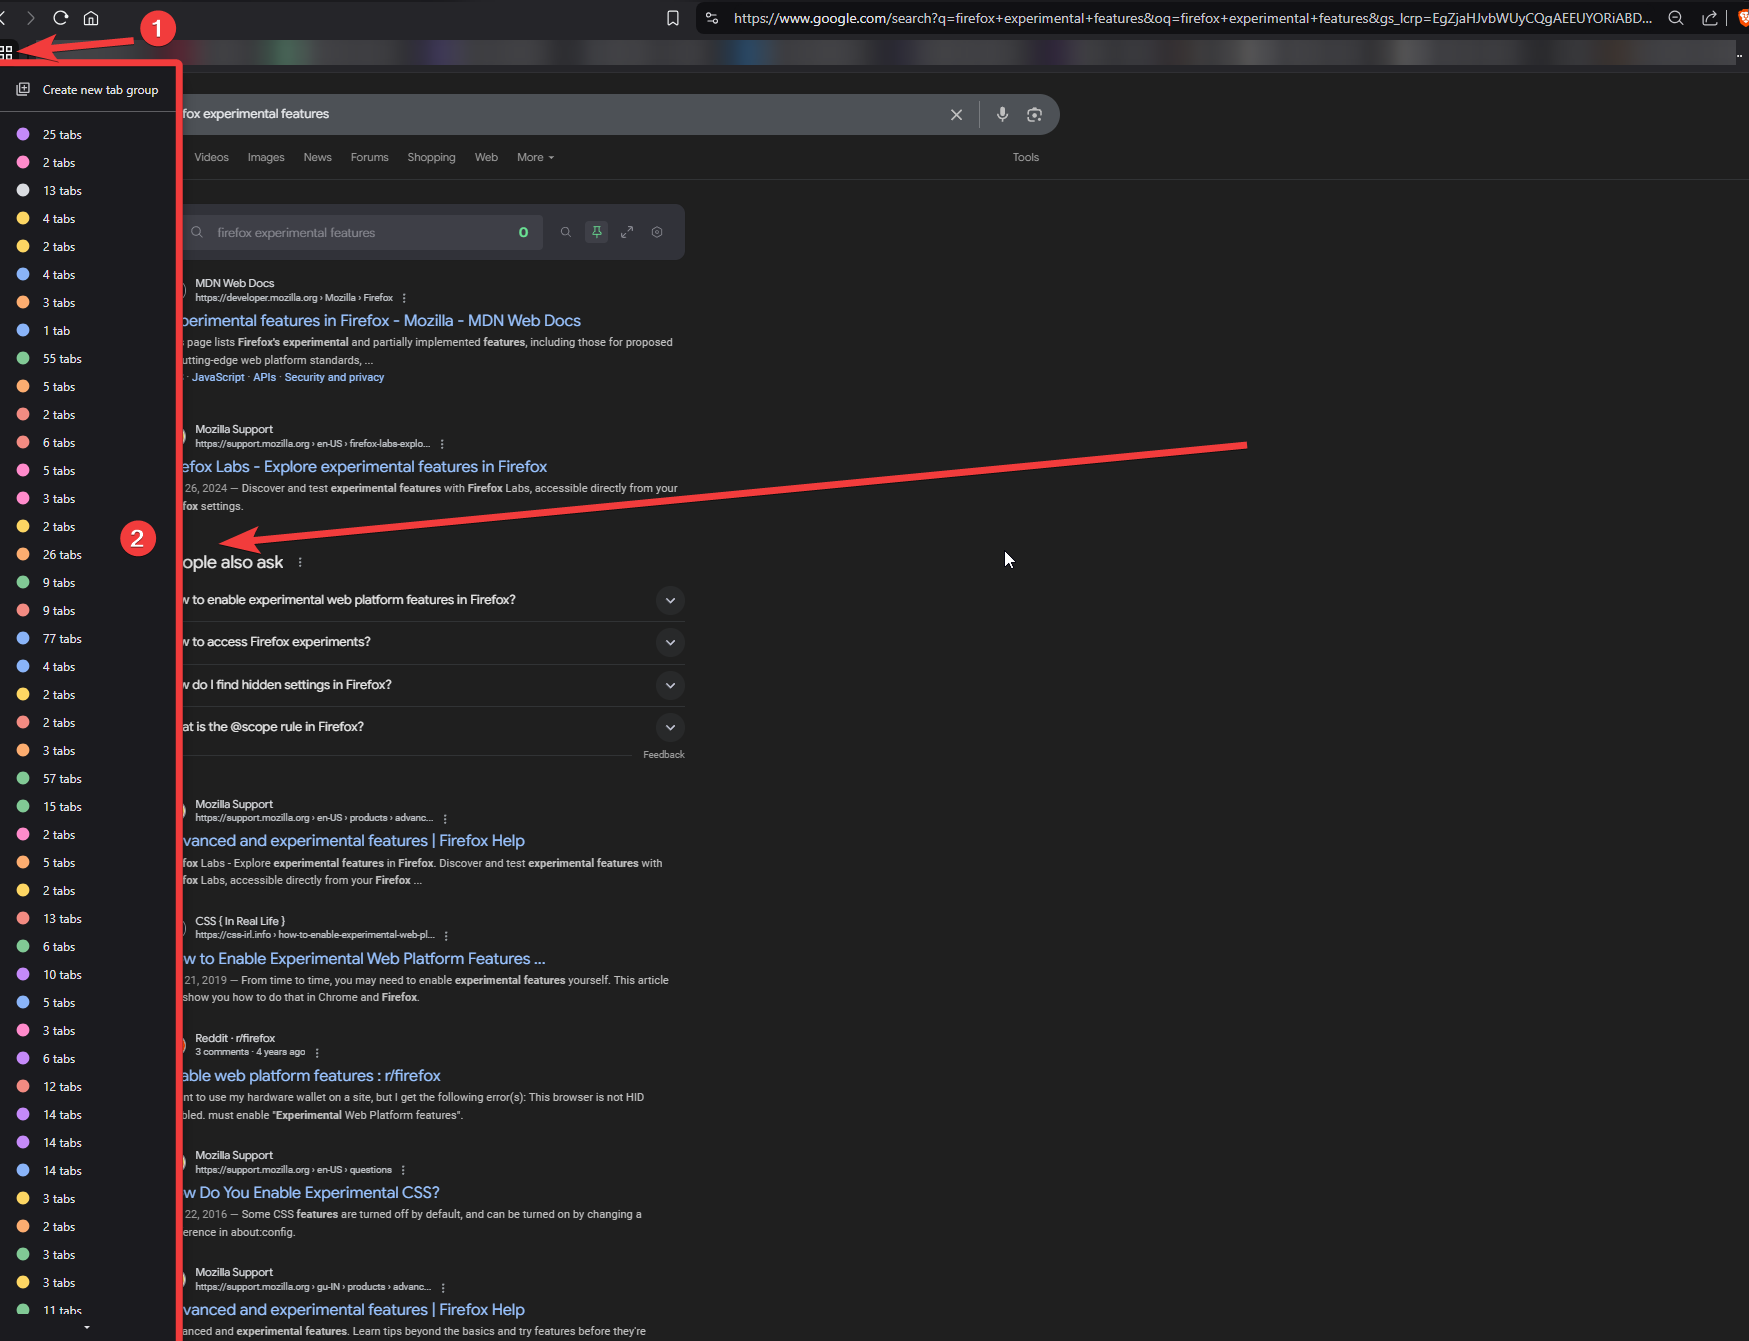 1
https://www.google.com/search?q=firefox+experimental+features&oq=firefox+experimental+features&gs_lcrp=EgZjaHJvbWUyCQgAEEUYORiABD...
Create new tab group
fox experimental features
25 tabs
2 tabs
13 tabs
4 tabs
2 tabs
4 tabs
3 tabs
1 tab
55 tabs
5 tabs
2 tabs
6 tabs
5 tabs
3 tabs
2 tabs
26 tabs
9 tabs
9 tabs
77 tabs
4 tabs
2 tabs
2 tabs
3 tabs
57 tabs
15 tabs
2 tabs
5 tabs
2 tabs
13 tabs
6 tabs
10 tabs
5 tabs
3 tabs
6 tabs
12 tabs
14 tabs
14 tabs
14 tabs
3 tabs
2 tabs
3 tabs
3 tabs
11 tabs
2
Videos Images News Forums Shopping Web More Tools
firefox experimental features 0
MDN Web Docs
https://developer.mozilla.org › Mozilla › Firefox
perimental features in Firefox - Mozilla - MDN Web Docs
page lists Firefox's experimental and partially implemented features, including those for proposed
utting-edge web platform standards, ...
· JavaScript · APIs · Security and privacy
Mozilla Support
https://support.mozilla.org › en-US › firefox-labs-explo...
efox Labs - Explore experimental features in Firefox
26, 2024 — Discover and test experimental features with Firefox Labs, accessible directly from your
fox settings.
ople also ask
w to enable experimental web platform features in Firefox?
w to access Firefox experiments?
w do I find hidden settings in Firefox?
at is the @scope rule in Firefox?
Feedback
Mozilla Support
https://support.mozilla.org › en-US › products › advanc...
vanced and experimental features | Firefox Help
fox Labs - Explore experimental features in Firefox. Discover and test experimental features with
fox Labs, accessible directly from your Firefox ...
CSS { In Real Life }
https://css-irl.info › how-to-enable-experimental-web-pl...
w to Enable Experimental Web Platform Features ...
21, 2019 — From time to time, you may need to enable experimental features yourself. This article
show you how to do that in Chrome and Firefox.
Reddit · r/firefox
3 comments · 4 years ago
able web platform features : r/firefox
nt to use my hardware wallet on a site, but I get the following error(s): This browser is not HID
bled. must enable "Experimental Web Platform features".
Mozilla Support
https://support.mozilla.org › en-US › questions
w Do You Enable Experimental CSS?
22, 2016 — Some CSS features are turned off by default, and can be turned on by changing a
erence in about:config.
Mozilla Support
https://support.mozilla.org › gu-IN › products › advanc...
vanced and experimental features | Firefox Help
anced and experimental features. Learn tips beyond the basics and try features before they're